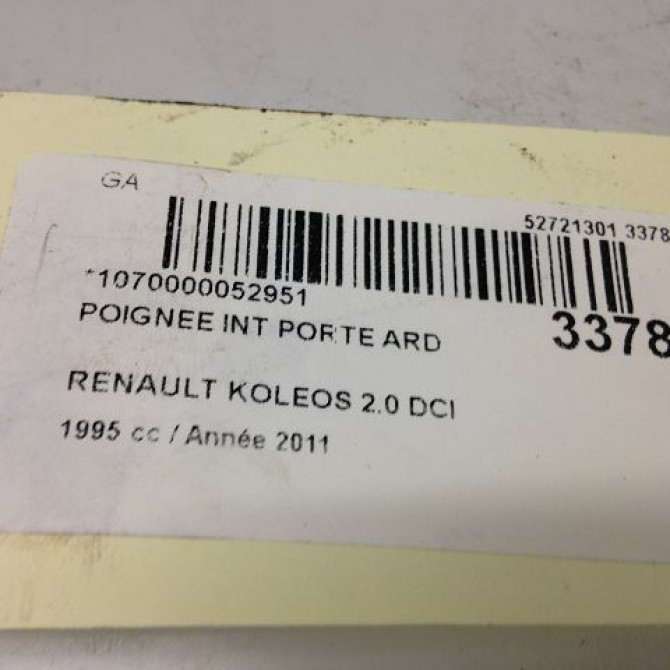 GA
52721301 3378
*1070000052951
3378
POIGNEE INT PORTE ARD
RENAULT KOLEOS 2.0 DCI
1995 cc / Année 2011